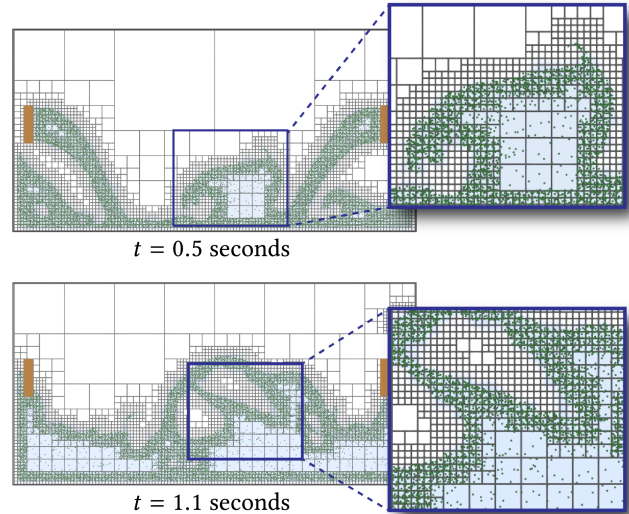 t = 0.5 seconds
t = 1.1 seconds